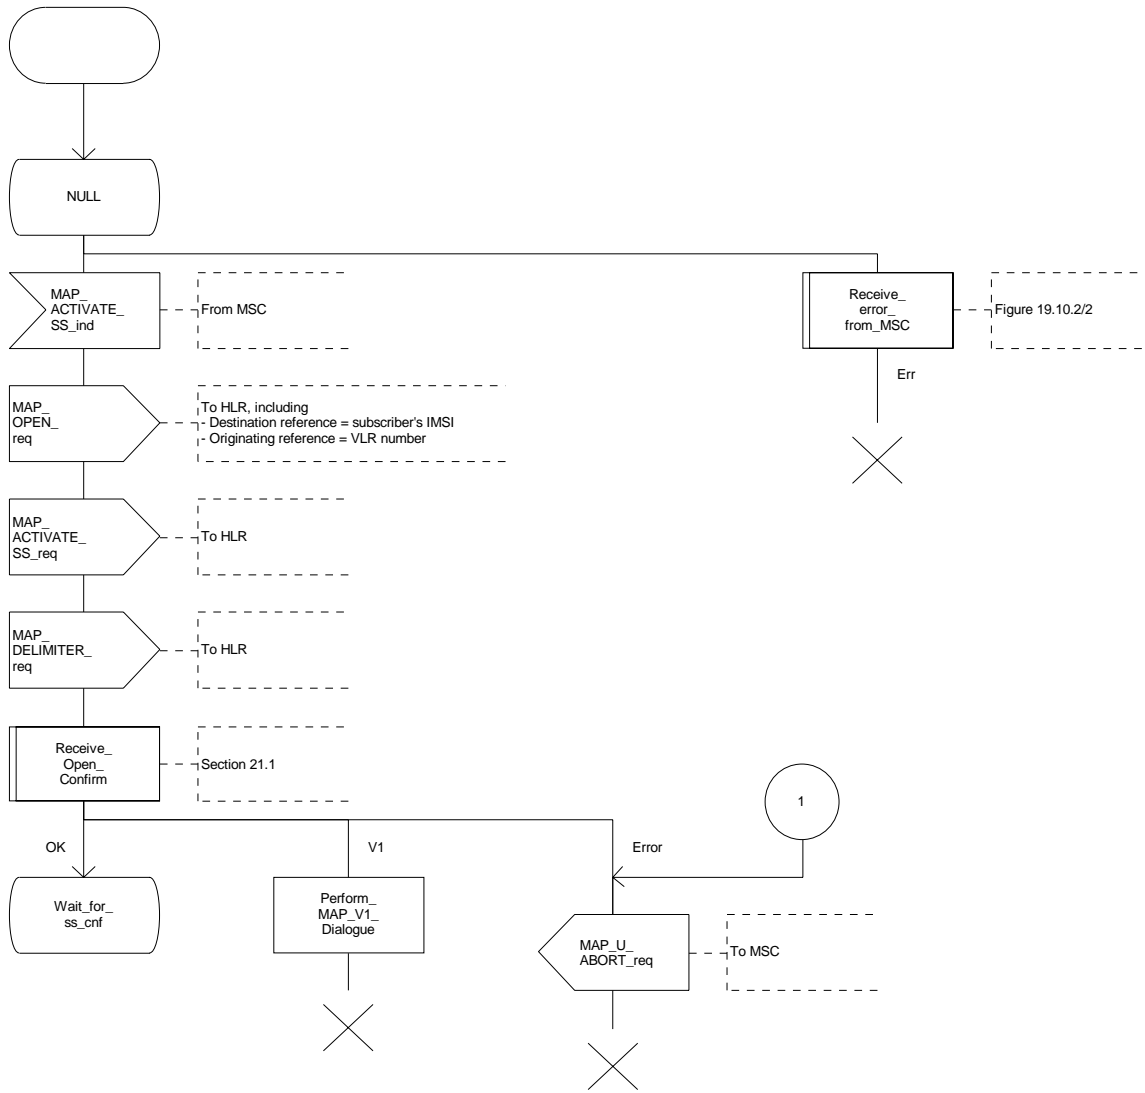 NULL
MAP_
ACTIVATE_
SS_ind
From MSC
Receive_
error_
from_MSC
Figure 19.10.2/2
Err
MAP_
OPEN_
req
To HLR, including
- Destination reference = subscriber's IMSI
- Originating reference = VLR number
MAP_
ACTIVATE_
SS_req
To HLR
MAP_
DELIMITER_
req
To HLR
Receive_
Open_
Confirm
Section 21.1
1
OK
V1
Error
Wait_for_
ss_cnf
Perform_
MAP_V1_
Dialogue
MAP_U_
ABORT_req
To MSC